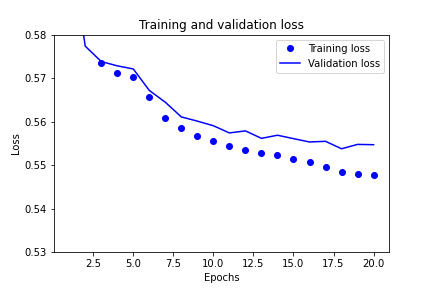 Training and validation loss
Training loss
Validation loss
0.58
0.57
0.56
0.55
0.54
0.53
Loss
2.5 5.0 7.5 10.0 12.5 15.0 17.5 20.0
Epochs